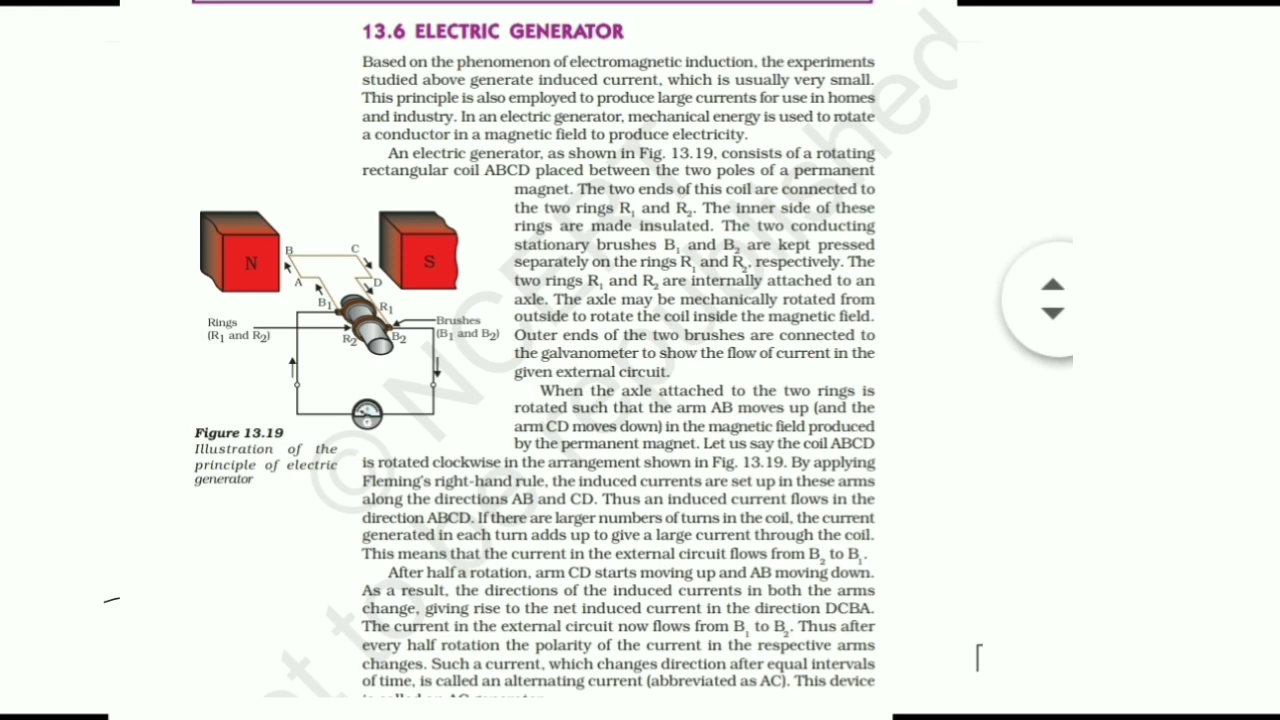 13.6 ELECTRIC GENERATOR
Based on the phenomenon of electromagnetic induction, the experiments
studied above generate induced current, which is usually very small.
This principle is also employed to produce large currents for use in homes
and industry. In an electric generator, mechanical energy is used to rotate
a conductor in a magnetic field to produce electricity.
An electric generator, as shown in Fig. 13.19, consists of a rotating
rectangular coil ABCD placed between the two poles of a permanent
magnet. The two ends of this coil are connected to
the two rings R₁ and R₂. The inner side of these
rings are made insulated. The two conducting
stationary brushes B₁ and B₂ are kept pressed
separately on the rings R₁ and R₂, respectively. The
two rings R₁ and R₂ are internally attached to an
axle. The axle may be mechanically rotated from
outside to rotate the coil inside the magnetic field.
Outer ends of the two brushes are connected to
the galvanometer to show the flow of current in the
given external circuit.
When the axle attached to the two rings is
rotated such that the arm AB moves up (and the
arm CD moves down) in the magnetic field produced
by the permanent magnet. Let us say the coil ABCD
is rotated clockwise in the arrangement shown in Fig. 13.19. By applying
Fleming's right-hand rule, the induced currents are set up in these arms
along the directions AB and CD. Thus an induced current flows in the
direction ABCD. If there are larger numbers of turns in the coil, the current
generated in each turn adds up to give a large current through the coil.
This means that the current in the external circuit flows from B₂ to B₁.
After half a rotation, arm CD starts moving up and AB moving down.
As a result, the directions of the induced currents in both the arms
change, giving rise to the net induced current in the direction DCBA.
The current in the external circuit now flows from B₁ to B₂. Thus after
every half rotation the polarity of the current in the respective arms
changes. Such a current, which changes direction after equal intervals
of time, is called an alternating current (abbreviated as AC). This device
N
S
B
C
A
D
B₁
R₁
R₂
B₂
Rings
(R₁ and R₂)
Brushes
(B₁ and B₂)
Figure 13.19
Illustration of the
principle of electric
generator
© NCERT
not to be republished